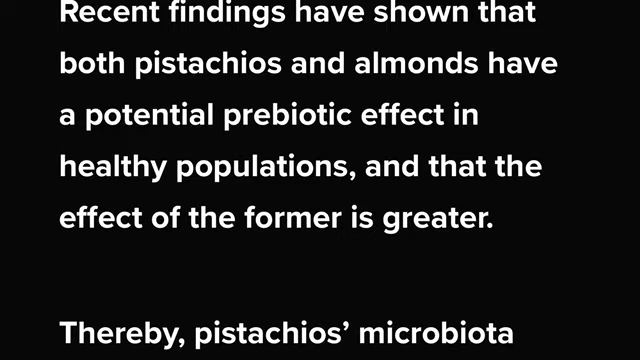 Recent findings have shown that
both pistachios and almonds have
a potential prebiotic effect in
healthy populations, and that the
effect of the former is greater.
Thereby, pistachios’ microbiota